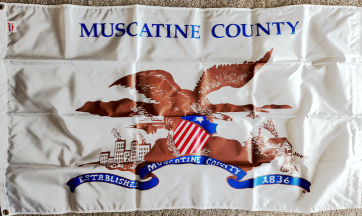 MUSCATINE COUNTY
ESTABLISHED MUSCATINE COUNTY 1836